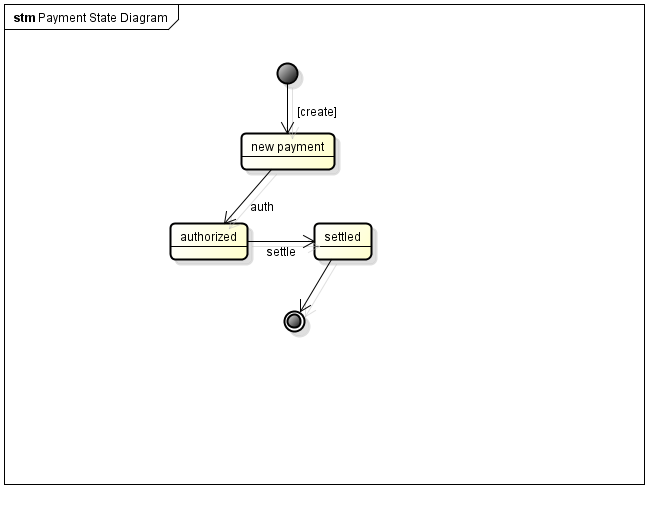 stm Payment State Diagram
[create]
new payment
auth
authorized
settle
settled